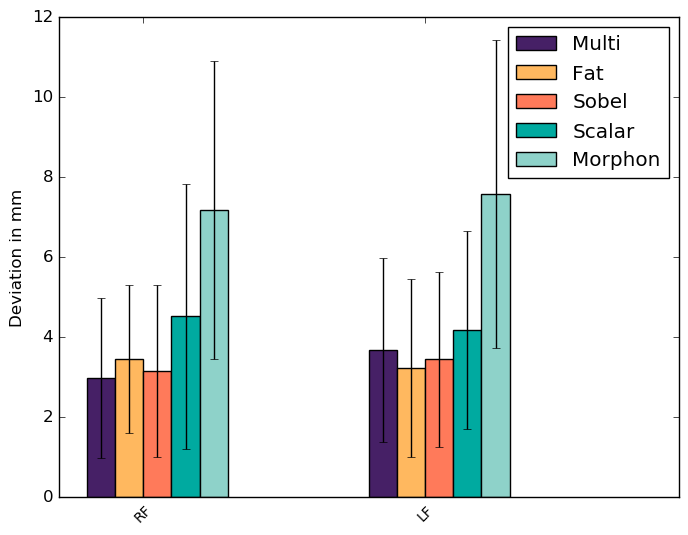 12
10
8
6
4
2
0
Deviation in mm
RF
LF
Multi
Fat
Sobel
Scalar
Morphon